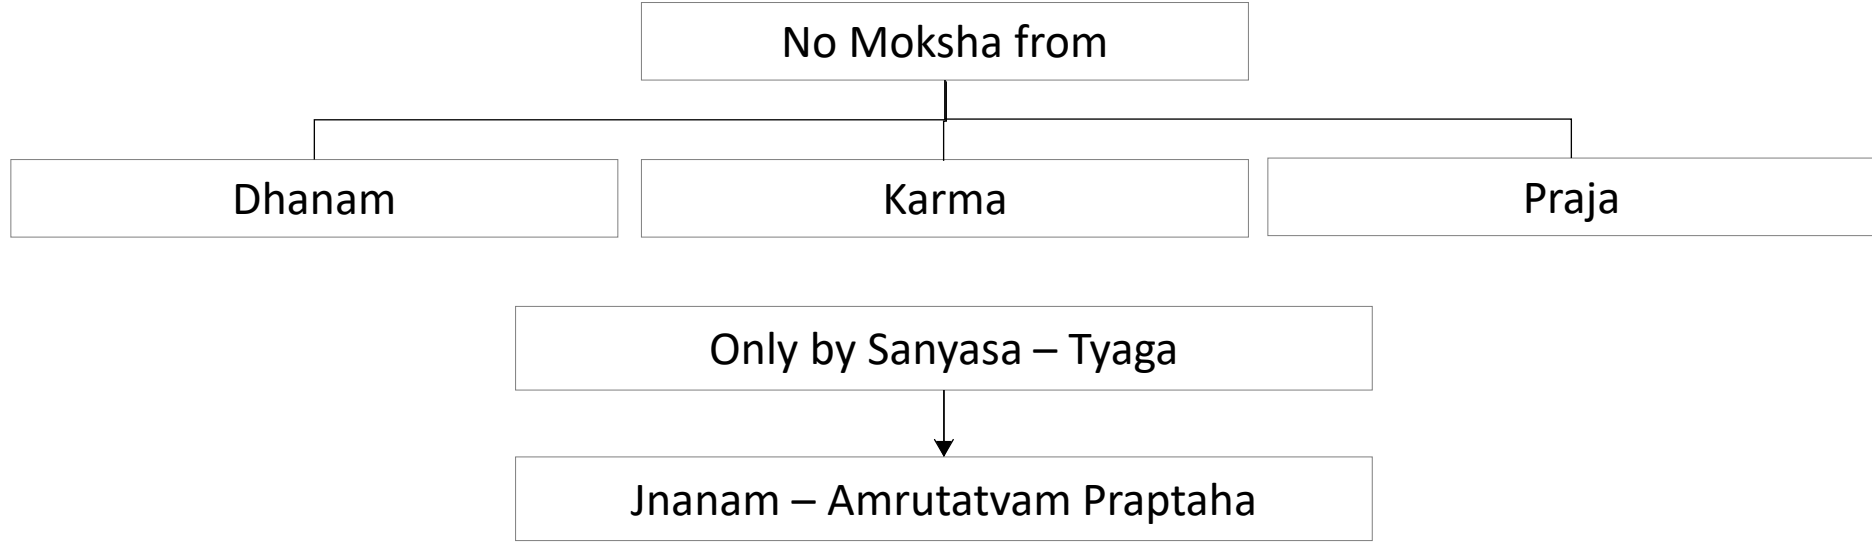 No Moksha from
Dhanam
Karma
Praja
Only by Sanyasa – Tyaga
Jnanam – Amrutatvam Praptaha